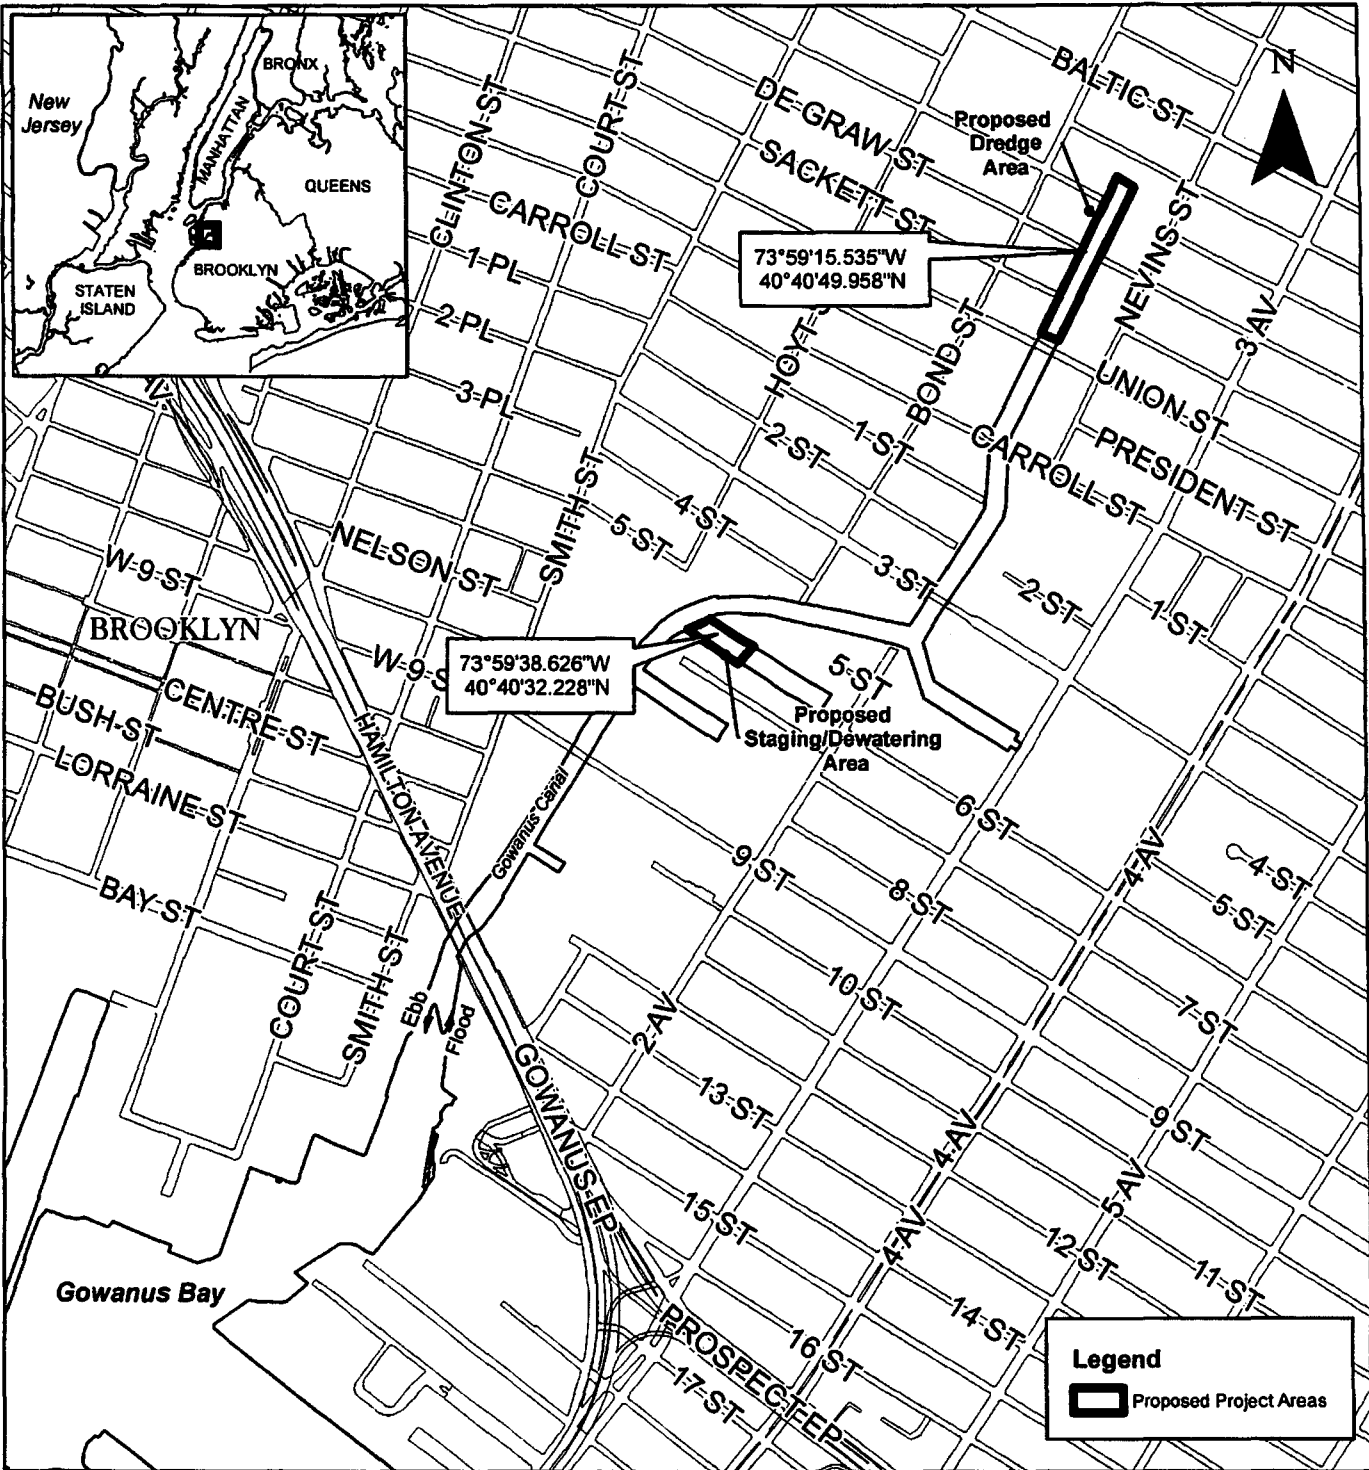 New
Jersey
BRONX
MANHATTAN
QUEENS
BROOKLYN
STATEN
ISLAND
CLINTON ST
COURT ST
DE GRAW ST
SACKETT ST
BALTIC ST
N
Proposed
Dredge
Area
CARROLL ST
1 PL
2 PL
3 PL
73°59'15.535"W
40°40'49.958"N
NEVINS ST
3 AV
HOYT
BOND ST
UNION ST
PRESIDENT ST
CARROLL ST
1 ST
2 ST
AV
SMITH ST
4 ST
5 ST
3 ST
2 ST
1 ST
NELSON ST
W 9 ST
BROOKLYN
W 9 S
73°59'38.626"W
40°40'32.228"N
5 ST
Proposed
Staging/Dewatering
Area
CENTRE ST
BUSH ST
LORRAINE ST
HAMILTON AVENUE
Gowanus Canal
6 ST
9 ST
8 ST
4 AV
4 ST
5 ST
BAY ST
COURT ST
SMITH ST
Ebb
Flood
10 ST
2 AV
7 ST
GOWANUS EP
13 ST
4 AV
9 ST
5 AV
15 ST
4 AV
12 ST
11 ST
Gowanus Bay
14 ST
PROSPECT EP
16 ST
17 ST
Legend
Proposed Project Areas